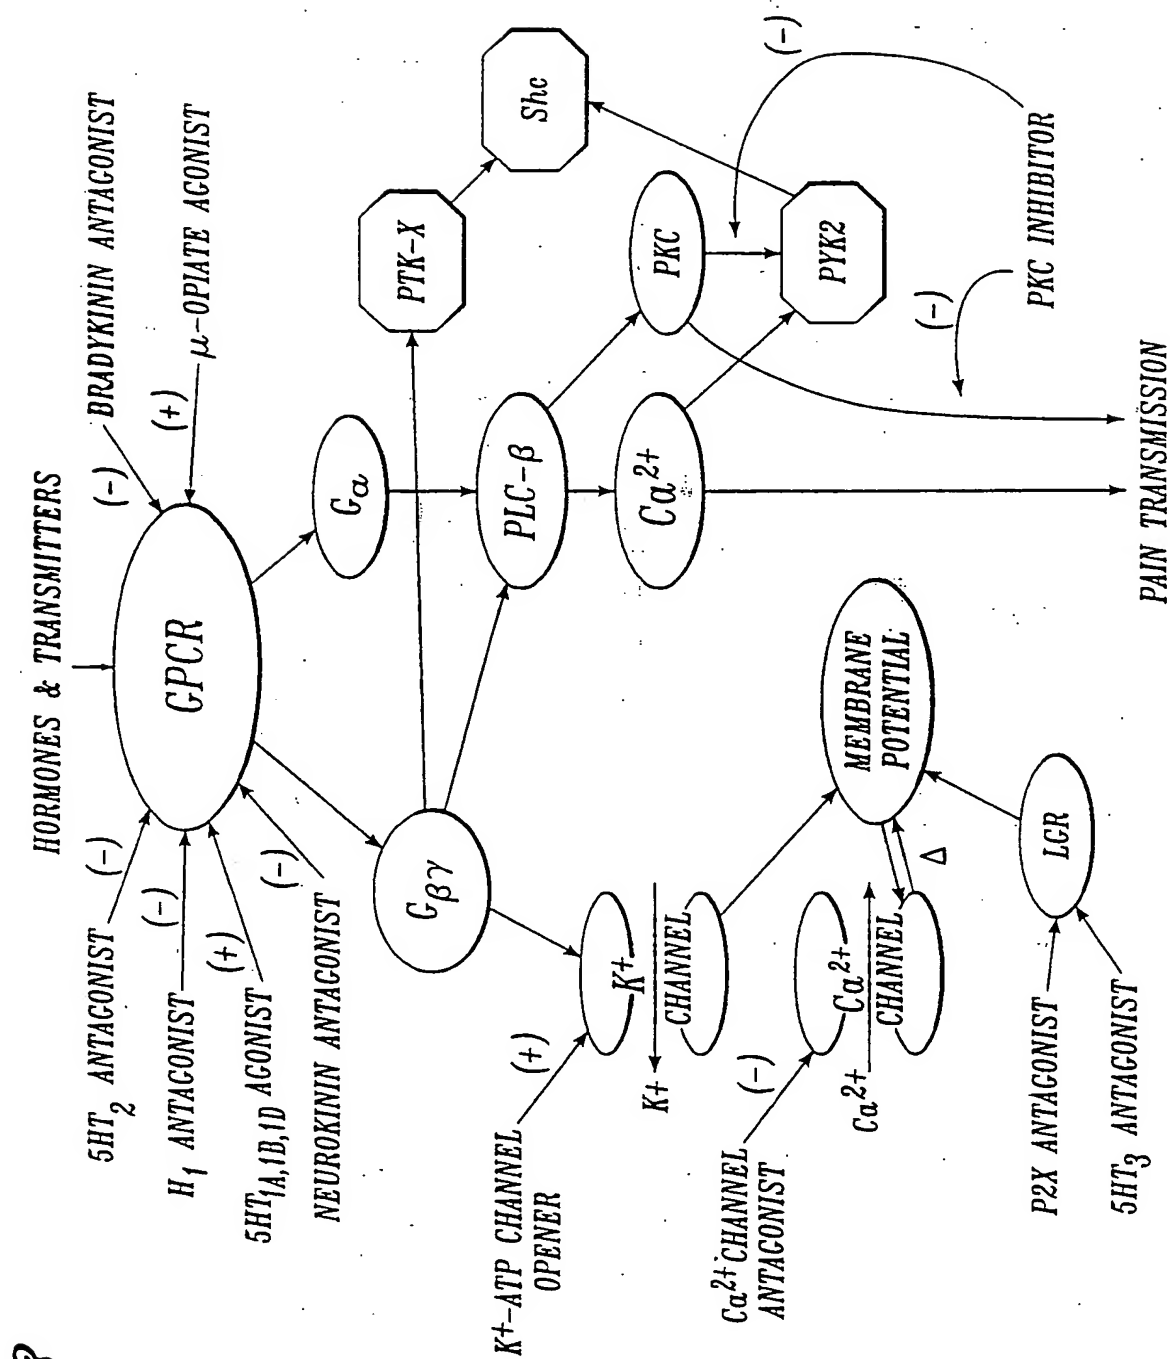 HORMONES & TRANSMITTERS
5HT2 ANTAGONIST
(-)
H1 ANTAGONIST
(-)
5HT1A,1B,1D AGONIST
(+)
NEUROKININ ANTAGONIST
(-)
GPCR
(-)
BRADYKININ ANTAGONIST
(+)
μ-OPIATE AGONIST
Gα
Gβγ
PTK-X
Shc
PLC-β
PKC
Ca2+
PYK2
(-)
(-)
PKC INHIBITOR
PAIN TRANSMISSION
K+-ATP CHANNEL
OPENER
(+)
K+
CHANNEL
K+
Ca2+ CHANNEL
ANTAGONIST
(-)
Ca2+
Ca2+
CHANNEL
Δ
MEMBRANE
POTENTIAL
LGR
P2X ANTAGONIST
5HT3 ANTAGONIST